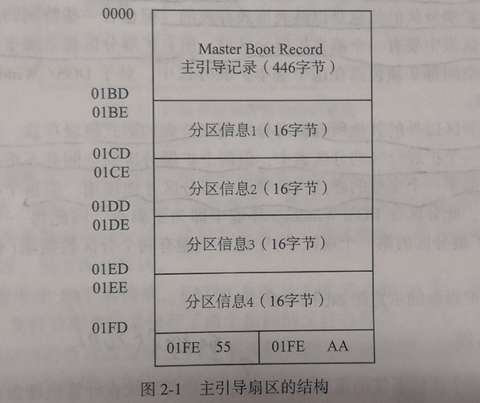 0000
Master Boot Record
主引导记录（446字节）
01BD
01BE
分区信息1（16字节）
01CD
01CE
分区信息2（16字节）
01DD
01DE
分区信息3（16字节）
01ED
01EE
分区信息4（16字节）
01FD
01FE 55 01FE AA
图 2-1 主引导扇区的结构